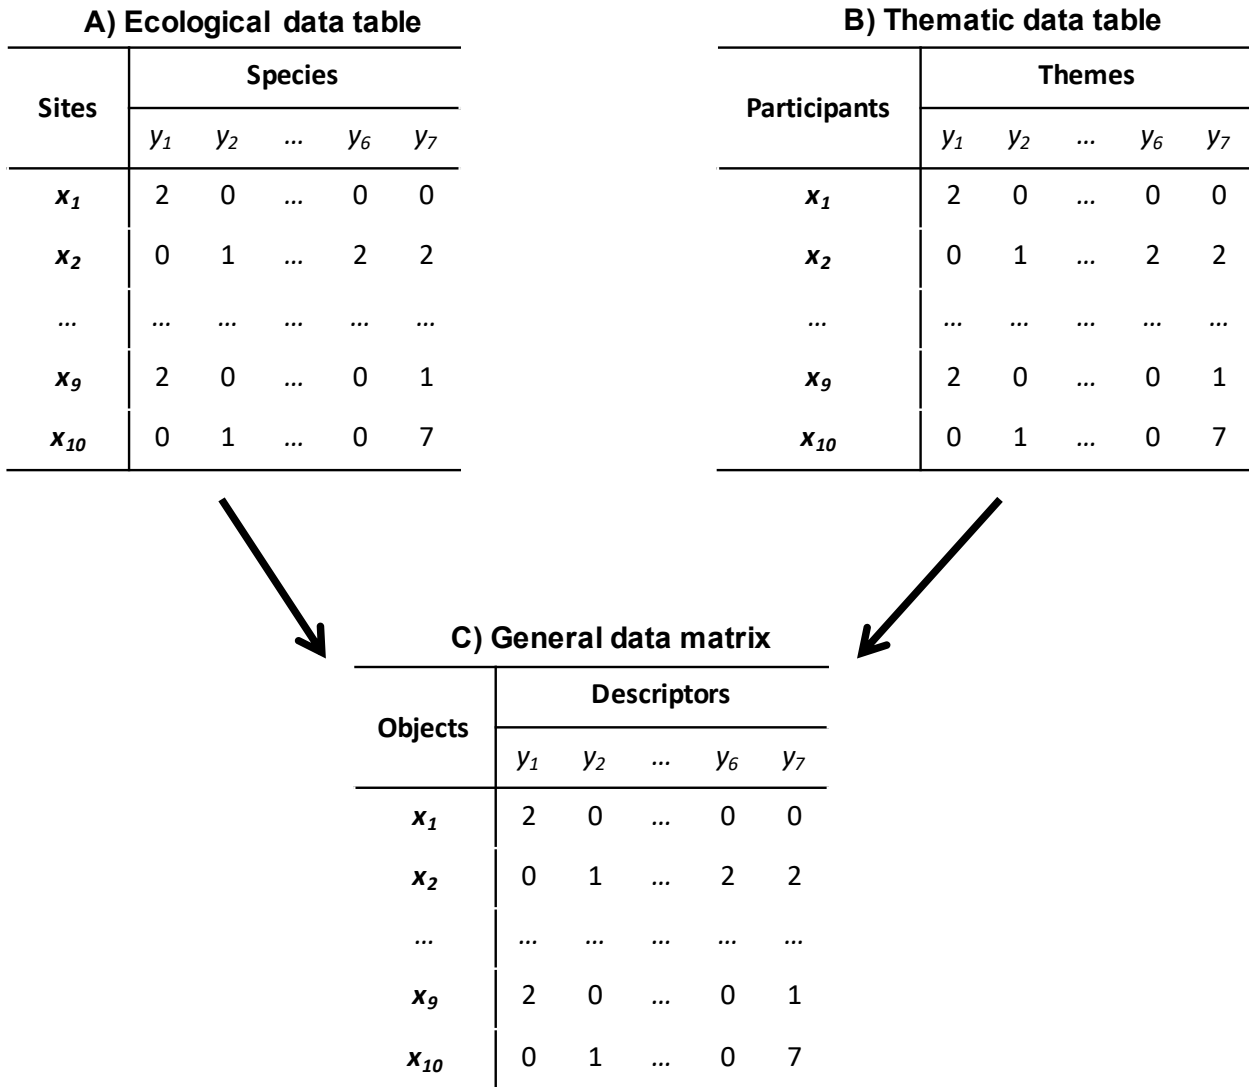 A) Ecological data table
Sites Species
y1 y2 ... y6 y7
x1 2 0 ... 0 0
x2 0 1 ... 2 2
... ... ... ... ... ...
x9 2 0 ... 0 1
x10 0 1 ... 0 7
B) Thematic data table
Participants Themes
y1 y2 ... y6 y7
x1 2 0 ... 0 0
x2 0 1 ... 2 2
... ... ... ... ... ...
x9 2 0 ... 0 1
x10 0 1 ... 0 7
C) General data matrix
Objects Descriptors
y1 y2 ... y6 y7
x1 2 0 ... 0 0
x2 0 1 ... 2 2
... ... ... ... ... ...
x9 2 0 ... 0 1
x10 0 1 ... 0 7